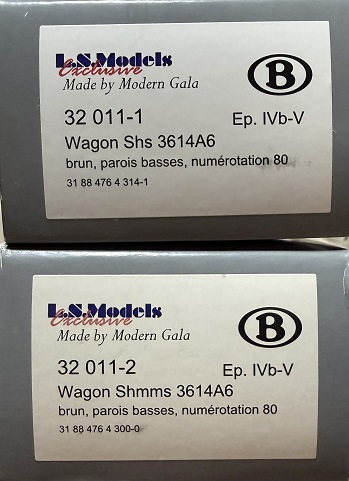 L.S.Models
Exclusive
Made by Modern Gala
B
32 011-1 Ep. IVb-V
Wagon Shs 3614A6
brun, parois basses, numérotation 80
31 88 476 4 314-1
L.S.Models
Exclusive
Made by Modern Gala
B
32 011-2 Ep. IVb-V
Wagon Shmms 3614A6
brun, parois basses, numérotation 80
31 88 476 4 300-0